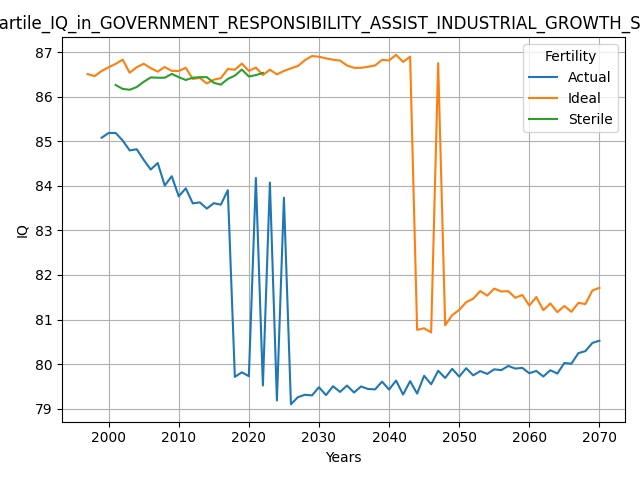 artile_IQ_in_GOVERNMENT_RESPONSIBILITY_ASSIST_INDUSTRIAL_GROWTH_S
87
86
85
84
83
82
81
80
79
IQ
Fertility
Actual
Ideal
Sterile
2000 2010 2020 2030 2040 2050 2060 2070
Years